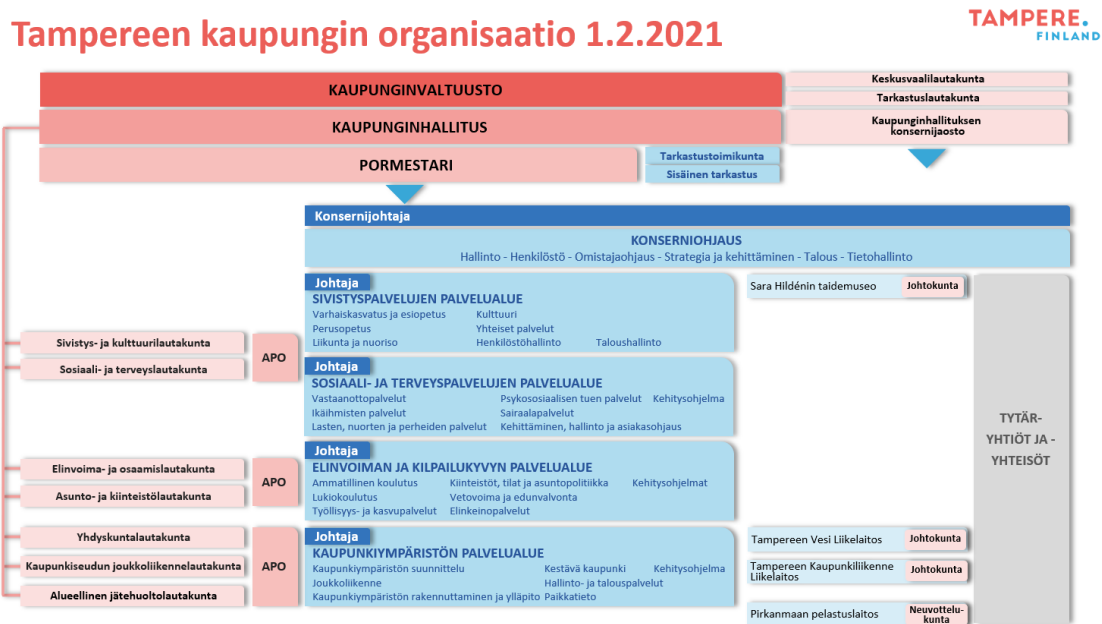 Tampereen kaupungin organisaatio 1.2.2021
TAMPERE.
FINLAND
KAUPUNGINVALTUUSTO
Keskusvaalilautakunta
Tarkastuslautakunta
KAUPUNGINHALLITUS
Kaupunginhallituksen
konsernijaosto
PORMESTARI
Tarkastustoimikunta
Sisäinen tarkastus
Konsernijohtaja
KONSERNIOHJAUS
Hallinto - Henkilöstö - Omistajaohjaus - Strategia ja kehittäminen - Talous - Tietohallinto
Sivistys- ja kulttuurilautakunta
Sosiaali- ja terveyslautakunta
APO
Johtaja
SIVISTYSPALVELUJEN PALVELUALUE
Varhaiskasvatus ja esiopetus Kulttuuri
Perusopetus Yhteiset palvelut
Liikunta ja nuoriso Henkilöstöhallinto Taloushallinto
Johtaja
SOSIAALI- JA TERVEYSPALVELUJEN PALVELUALUE
Vastaanottopalvelut Psykososiaalisen tuen palvelut Kehitysohjelma
Ikäihmisten palvelut Sairaalapalvelut
Lasten, nuorten ja perheiden palvelut Kehittäminen, hallinto ja asiakasohjaus
Elinvoima- ja osaamislautakunta
Asunto- ja kiinteistölautakunta
APO
Johtaja
ELINVOIMAN JA KILPAILUKYVYN PALVELUALUE
Ammatillinen koulutus Kiinteistöt, tilat ja asuntopolitiikka Kehitysohjelmat
Lukiokoulutus Vetovoima ja edunvalvonta
Työllisyys- ja kasvupalvelut Elinkeinopalvelut
Yhdyskuntalautakunta
Kaupunkiseudun joukkoliikennelautakunta
Alueellinen jätehuoltolautakunta
APO
Johtaja
KAUPUNKIYMPÄRISTÖN PALVELUALUE
Kaupunkiympäristön suunnittelu Kestävä kaupunki Kehitysohjelma
Joukkoliikenne Hallinto- ja talouspalvelut
Kaupunkiympäristön rakennuttaminen ja ylläpito Paikkatieto
Sara Hildénin taidemuseo Johtokunta
Tampereen Vesi Liikelaitos Johtokunta
Tampereen Kaupunkiliikenne
Liikelaitos
Johtokunta
Pirkanmaan pelastuslaitos
Neuvottelu-
kunta
TYTÄR-
YHTIÖT JA -
YHTEISÖT